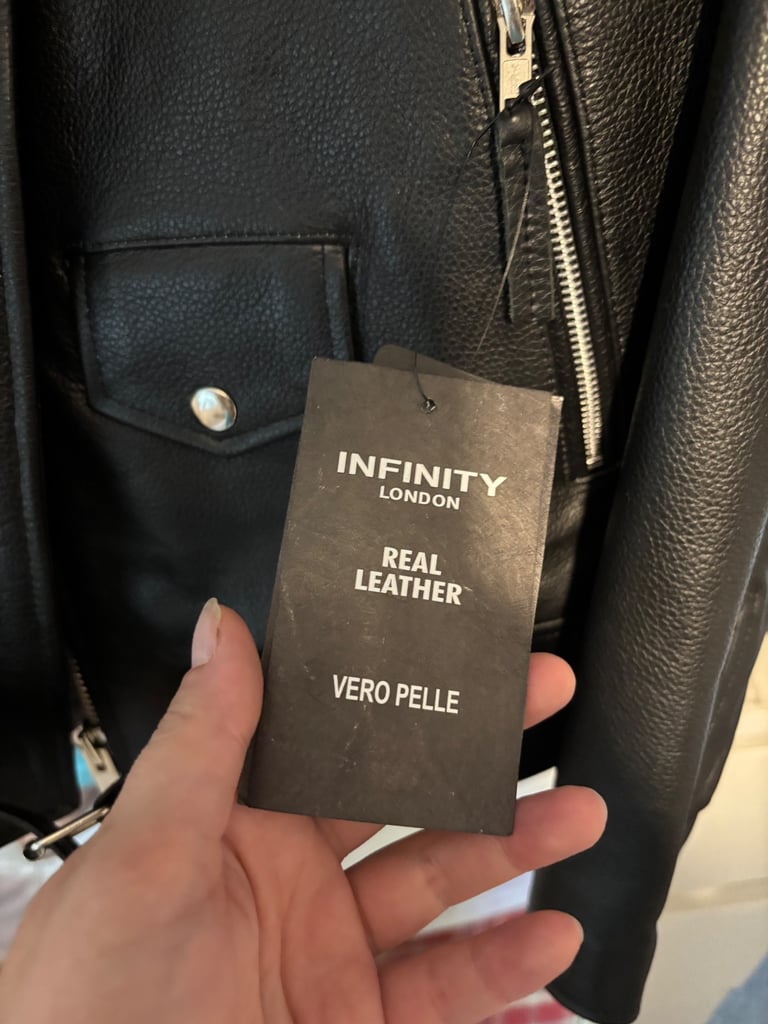 INFINITY
LONDON
REAL
LEATHER
VERO PELLE